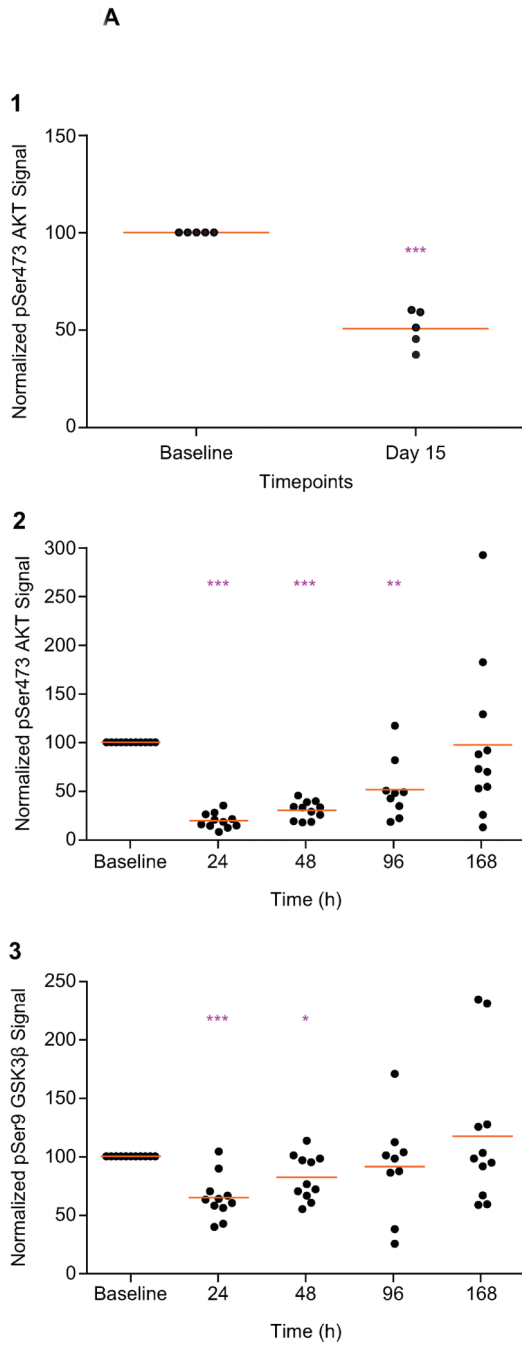 A
1
Normalized pSer473 AKT Signal
150
100
50
0
***
Baseline Day 15
Timepoints
2
Normalized pSer473 AKT Signal
300
250
200
150
100
50
0
*** *** **
Baseline 24 48 96 168
Time (h)
3
Normalized pSer9 GSK3β Signal
250
200
150
100
50
0
*** *
Baseline 24 48 96 168
Time (h)